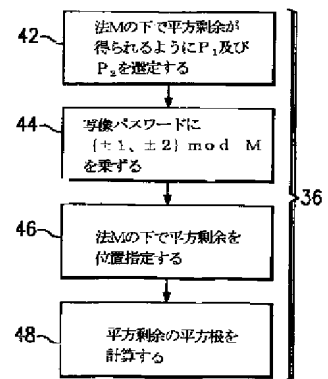 42
法Mの下で平方剰余が
得られるようにP₁及び
P₂を選定する
44
写像パスワードに
{±1、±2} mod M
を乗ずる
36
46
法Mの下で平方剰余を
位置指定する
48
平方剰余の平方根を
計算する